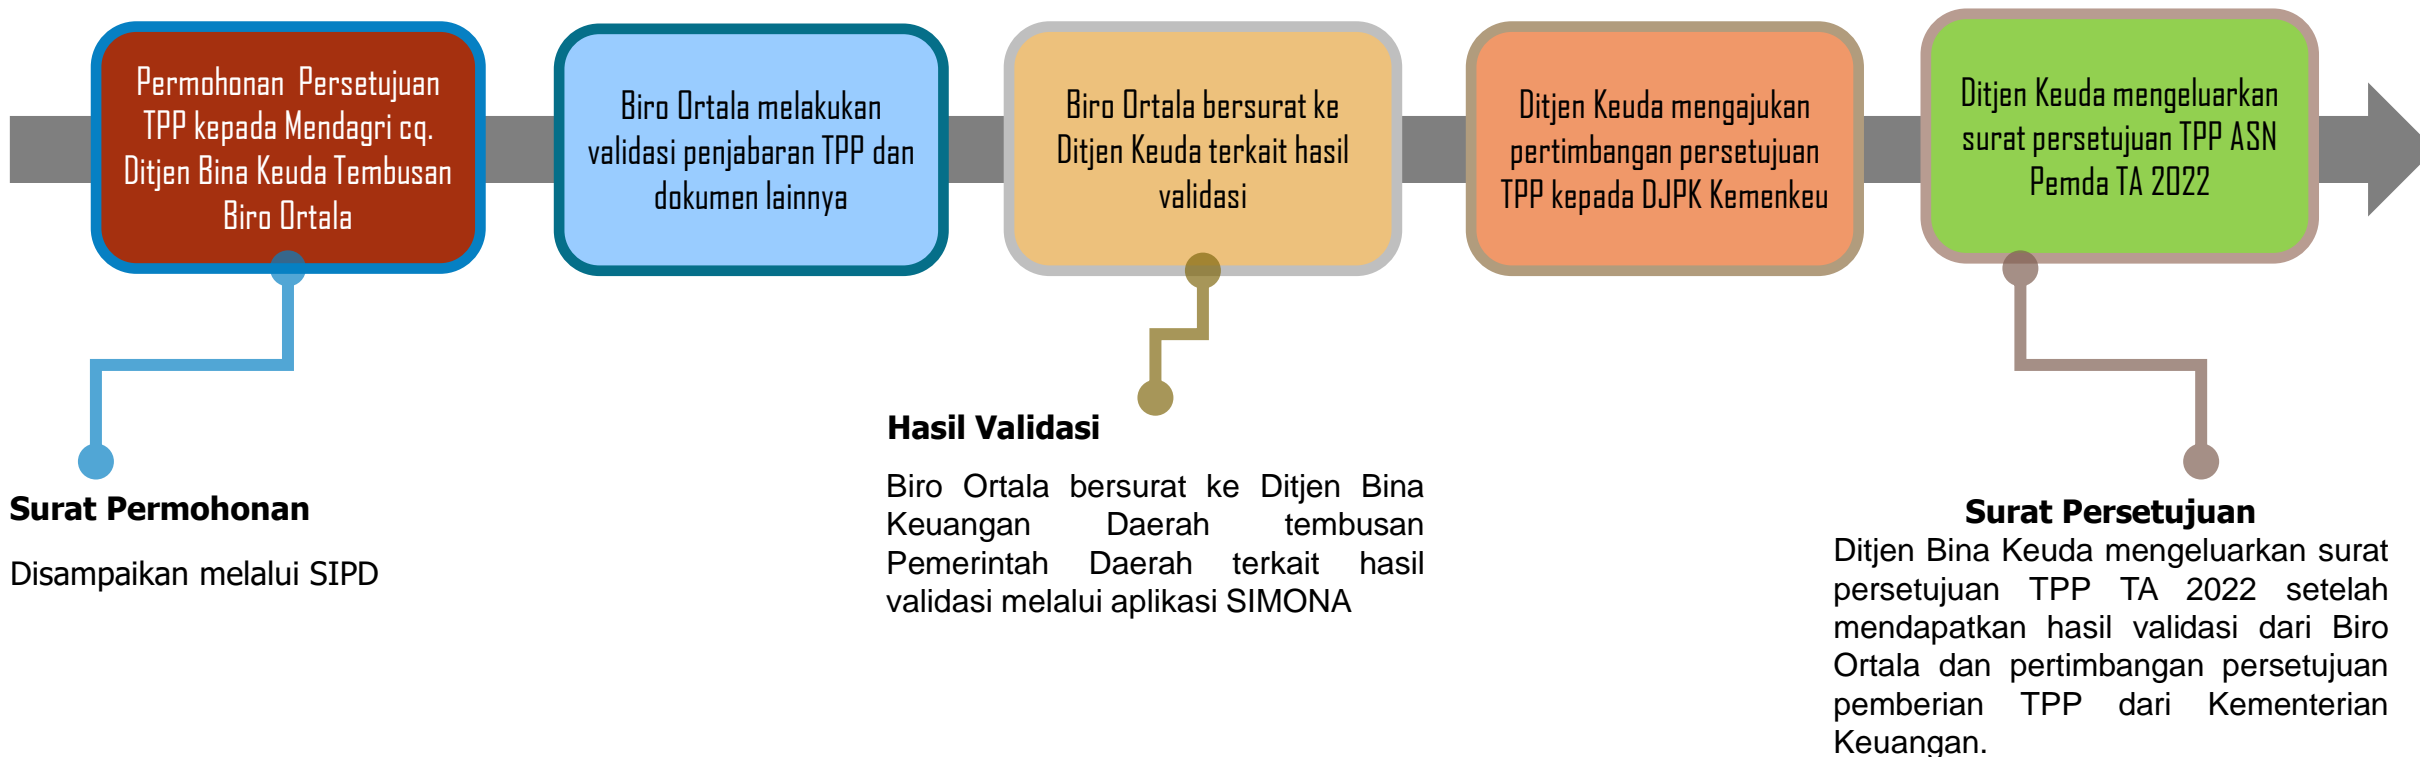 Permohonan Persetujuan
TPP kepada Mendagri cq.
Ditjen Bina Keuda Tembusan
Biro Ortala
Biro Ortala melakukan
validasi penjabaran TPP dan
dokumen lainnya
Biro Ortala bersurat ke
Ditjen Keuda terkait hasil
validasi
Ditjen Keuda mengajukan
pertimbangan persetujuan
TPP kepada DJPK Kemenkeu
Ditjen Keuda mengeluarkan
surat persetujuan TPP ASN
Pemda TA 2022
Surat Permohonan
Disampaikan melalui SIPD
Hasil Validasi
Biro Ortala bersurat ke Ditjen Bina
Keuangan Daerah tembusan
Pemerintah Daerah terkait hasil
validasi melalui aplikasi SIMONA
Surat Persetujuan
Ditjen Bina Keuda mengeluarkan surat
persetujuan TPP TA 2022 setelah
mendapatkan hasil validasi dari Biro
Ortala dan pertimbangan persetujuan
pemberian TPP dari Kementerian
Keuangan.